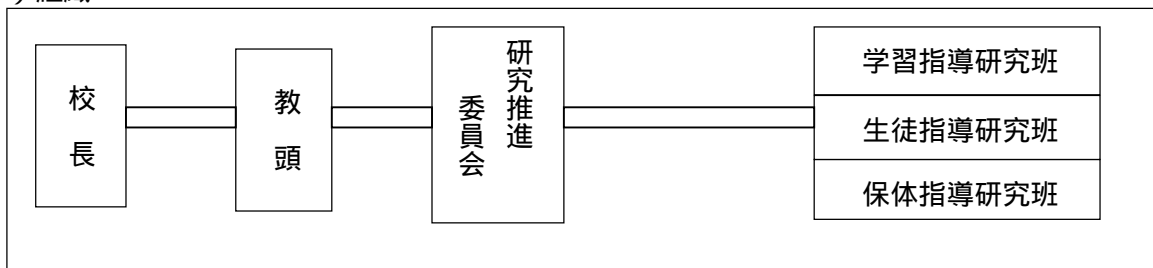 校長
教頭
研究推進
委員会
学習指導研究班
生徒指導研究班
保体指導研究班